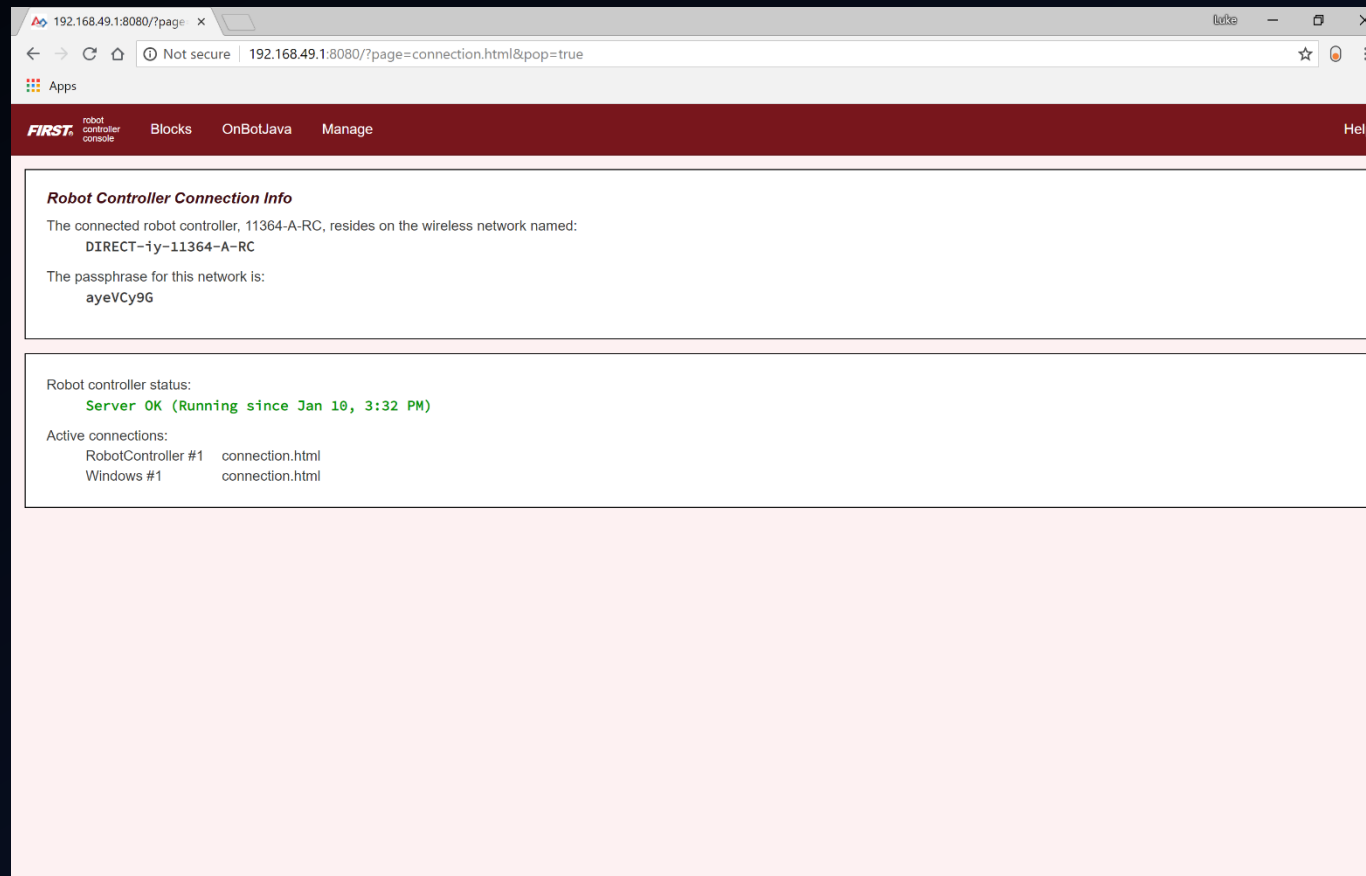 192.168.49.1:8080/?page
Luke
Not secure 192.168.49.1:8080/?page=connection.html&pop=true
Apps
FIRST® robot controller console Blocks OnBotJava Manage Hel
Robot Controller Connection Info
The connected robot controller, 11364-A-RC, resides on the wireless network named:
DIRECT-iy-11364-A-RC
The passphrase for this network is:
ayeVCy9G
Robot controller status:
Server OK (Running since Jan 10, 3:32 PM)
Active connections:
RobotController #1 connection.html
Windows #1 connection.html